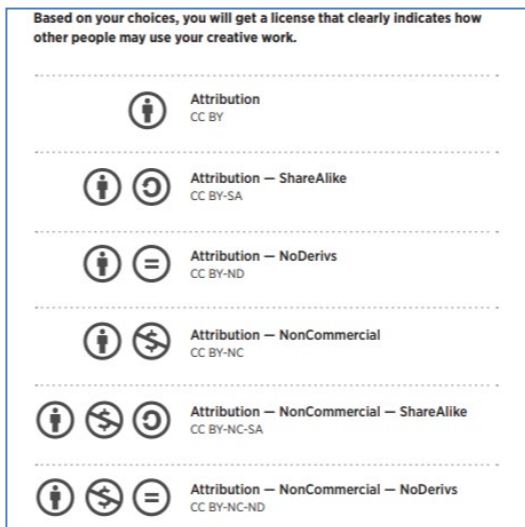 Based on your choices, you will get a license that clearly indicates how
other people may use your creative work.
Attribution
CC BY
Attribution — ShareAlike
CC BY-SA
Attribution — NoDerivs
CC BY-ND
Attribution — NonCommercial
CC BY-NC
Attribution — NonCommercial — ShareAlike
CC BY-NC-SA
Attribution — NonCommercial — NoDerivs
CC BY-NC-ND